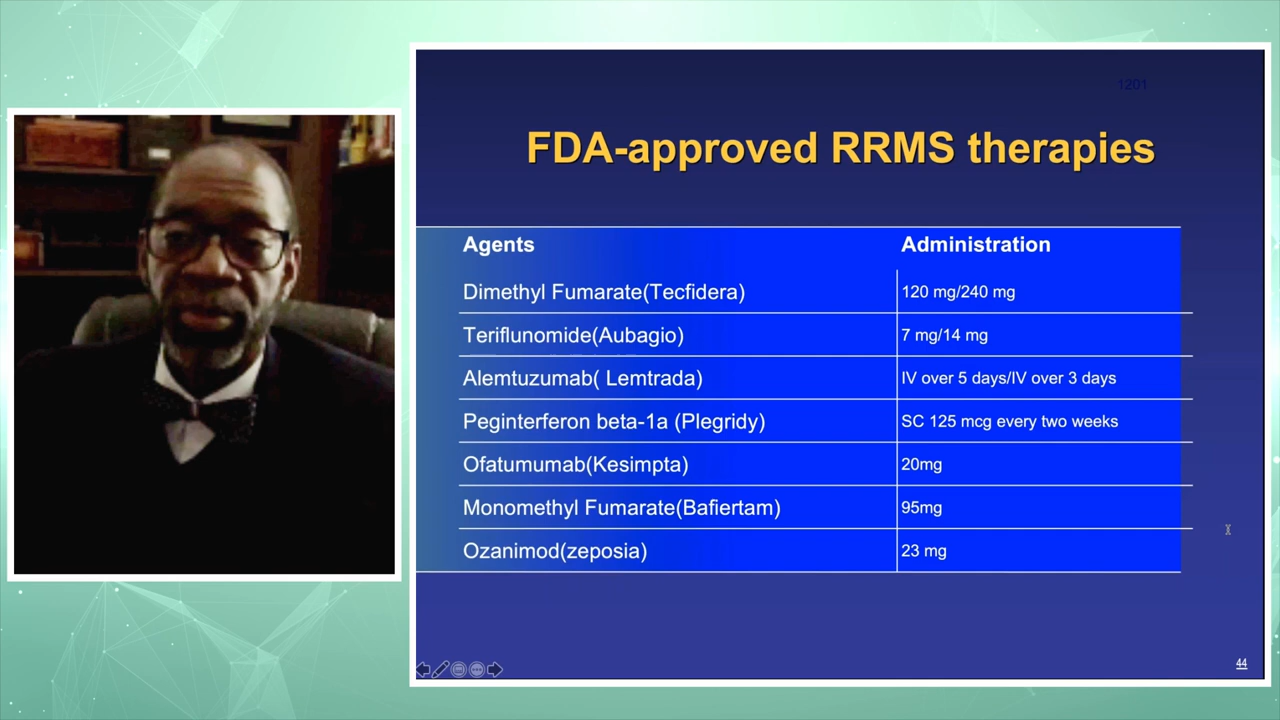 1201
FDA-approved RRMS therapies
Agents Administration
Dimethyl Fumarate(Tecfidera) 120 mg/240 mg
Teriflunomide(Aubagio) 7 mg/14 mg
Alemtuzumab( Lemtrada) IV over 5 days/IV over 3 days
Peginterferon beta-1a (Plegridy) SC 125 mcg every two weeks
Ofatumumab(Kesimpta) 20mg
Monomethyl Fumarate(Bafiertam) 95mg
Ozanimod(zeposia) 23 mg
44